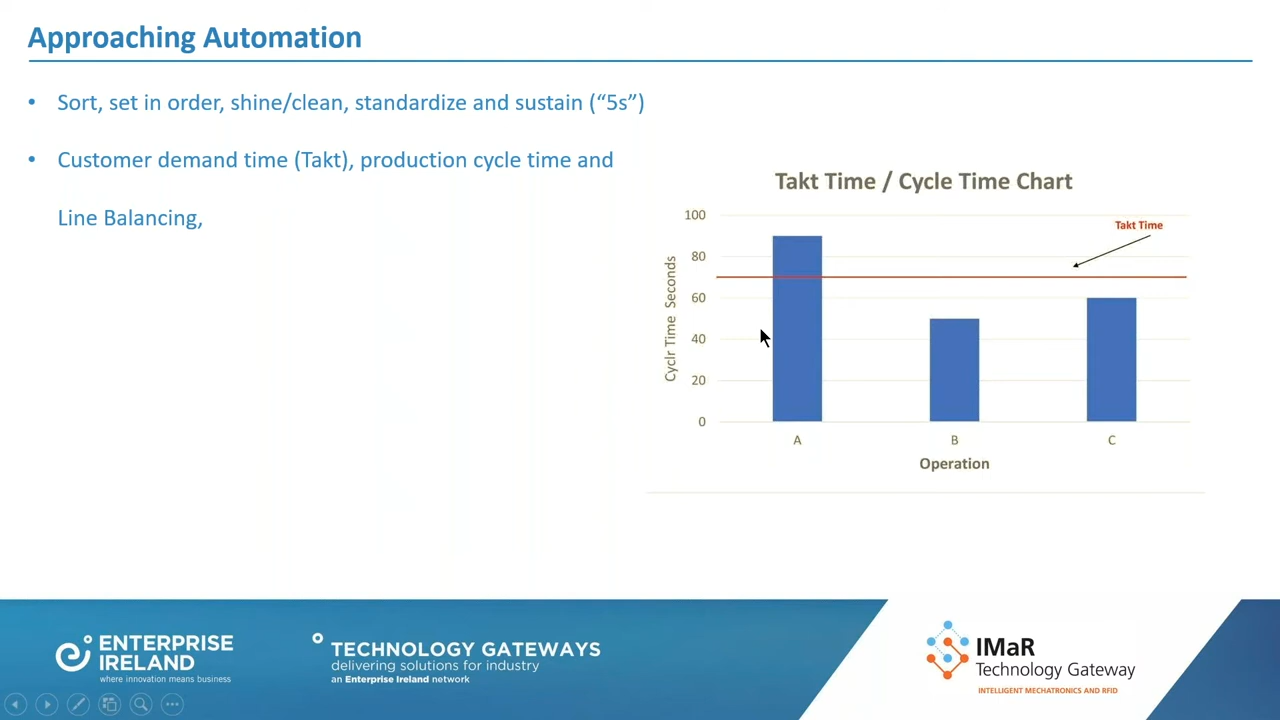 Approaching Automation
• Sort, set in order, shine/clean, standardize and sustain (“5s”)
• Customer demand time (Takt), production cycle time and
Line Balancing,
Takt Time / Cycle Time Chart
100
80
60
40
20
0
Cyclr Time Seconds
Takt Time
A
B
C
Operation
ENTERPRISE
IRELAND
where innovation means business
TECHNOLOGY GATEWAYS
delivering solutions for industry
an Enterprise Ireland network
IMaR
Technology Gateway
INTELLIGENT MECHATRONICS AND RFID